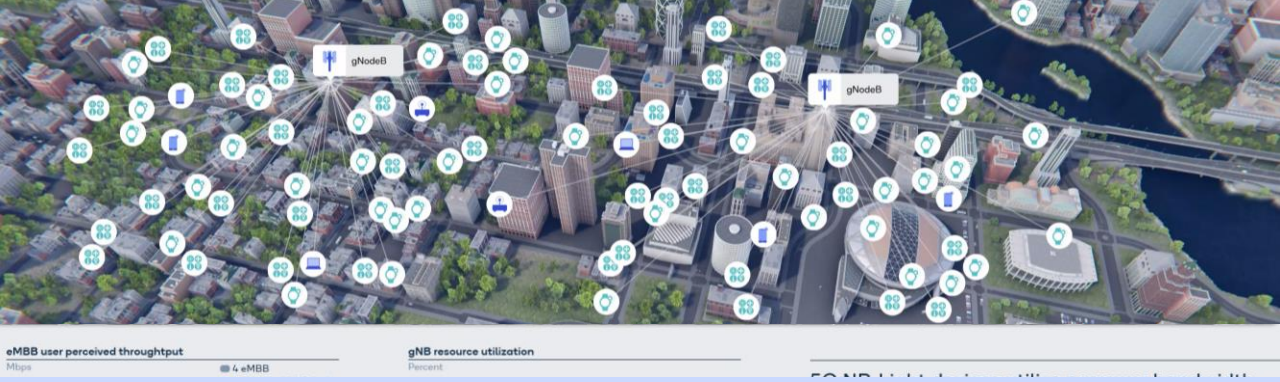 gNodeB
gNodeB
eMBB user perceived throughtput
Mbps
4 eMBB
gNB resource utilization
Percent